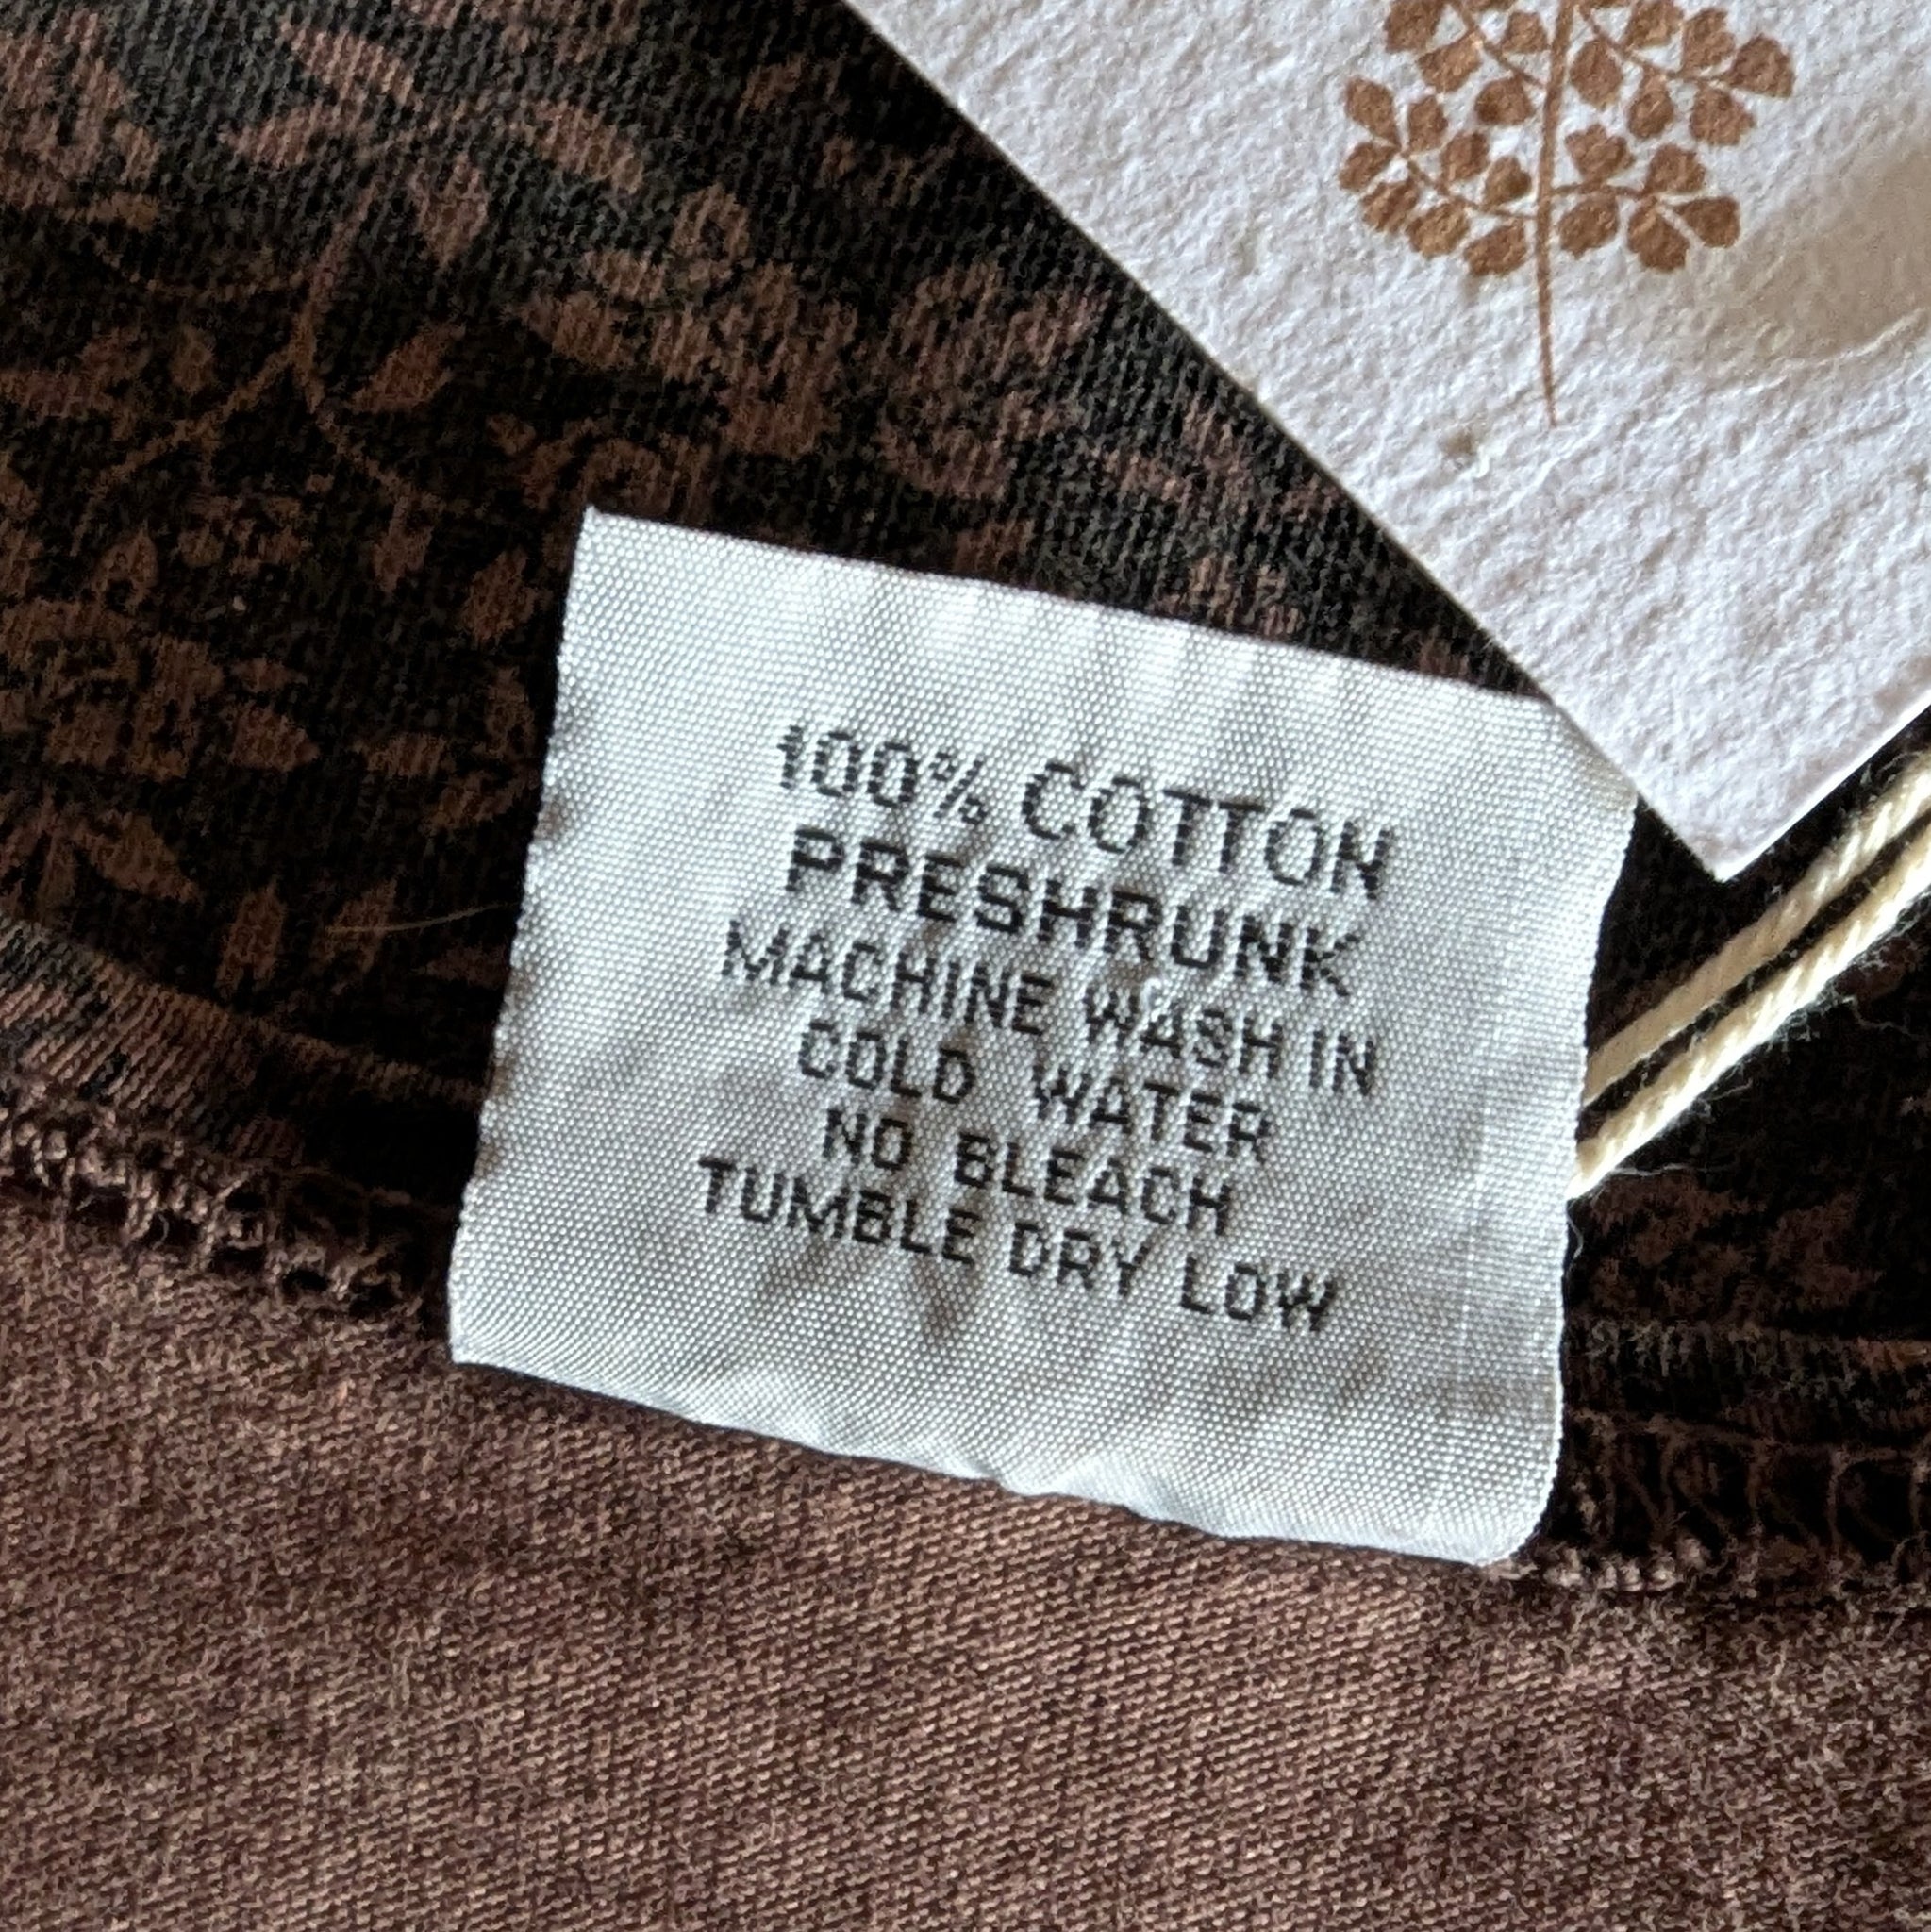 100% COTTON
PRESHRUNK
MACHINE WASH IN
COLD WATER
NO BLEACH
TUMBLE DRY LOW